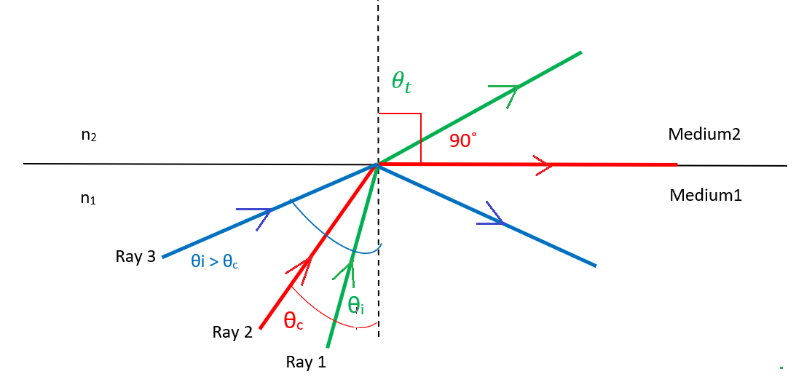 θt
n2
90°
Medium2
n1
Medium1
Ray 3
θi > θc
θi
θc
Ray 2
Ray 1